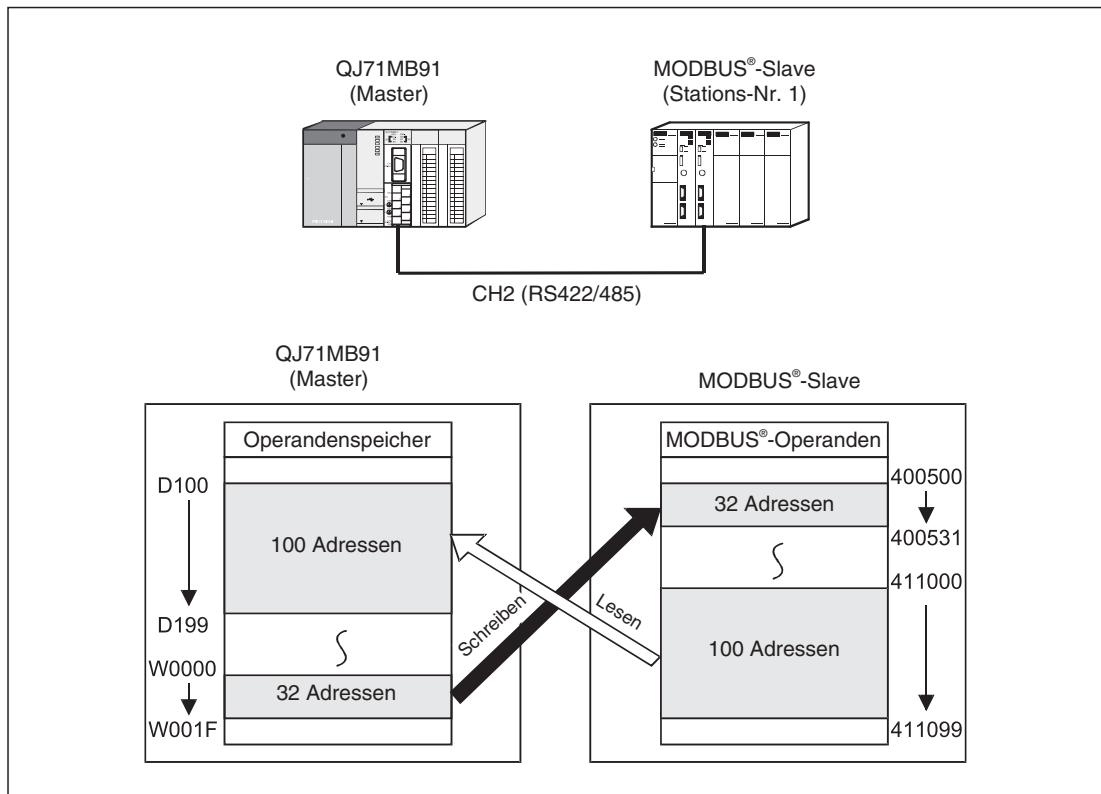 QJ71MB91
(Master)
MODBUS®-Slave
(Stations-Nr. 1)
CH2 (RS422/485)
QJ71MB91
(Master)
MODBUS®-Slave
Operandenspeicher
D100
100 Adressen
D199
W0000
32 Adressen
W001F
Schreiben
Lesen
MODBUS®-Operanden
400500
32 Adressen
400531
411000
100 Adressen
411099